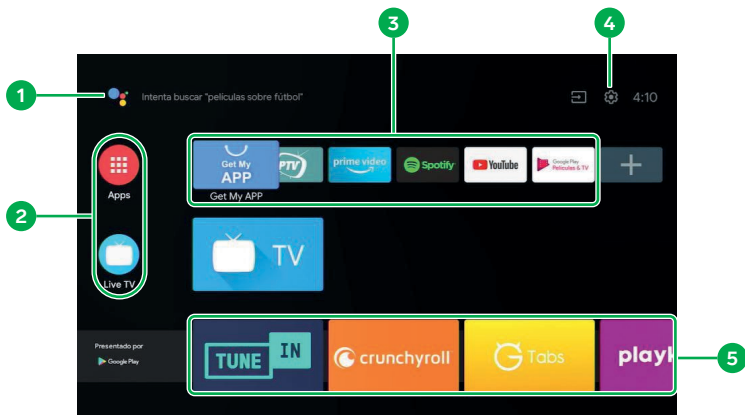 3
4
1
Intenta buscar "películas sobre fútbol"
4:10
Get My
APP
PTV
prime video
Spotify
YouTube
Google Play
Películas & TV
Apps
Get My APP
2
TV
Live TV
Presentado por
Google Play
TUNE IN
crunchyroll
G Tabs
play
5